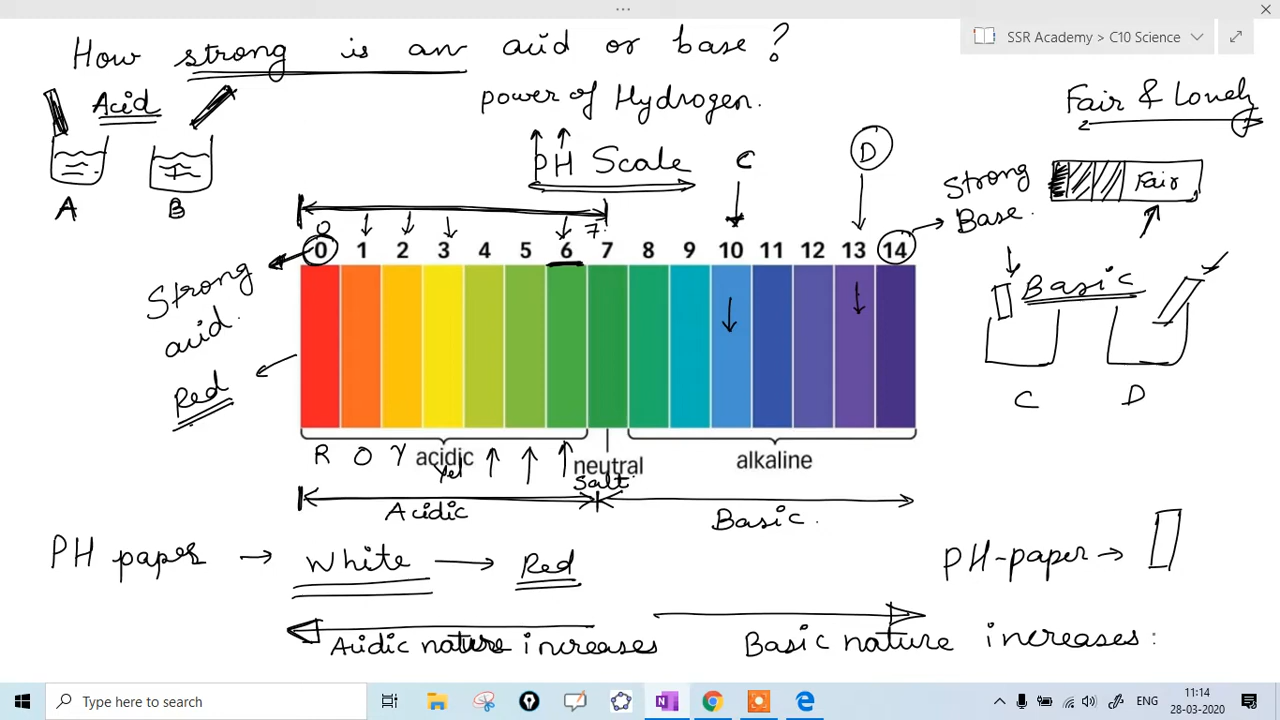 SSR Academy > C10 Science
How strong is an acid or base ?
power of Hydrogen.
Fair & Lovely
Acid
A
B
PH Scale
C
D
Strong
Base.
Fair
0
7
0 1 2 3 4 5 6 7 8 9 10 11 12 13 14
Strong
acid.
Red
Basic
C
D
R O Y acidic
Yel
neutral
Salt.
alkaline
Acidic
Basic.
PH paper → White → Red
PH-paper →
Acidic nature increases
Basic nature increases:
Type here to search
ENG
11:14
28-03-2020